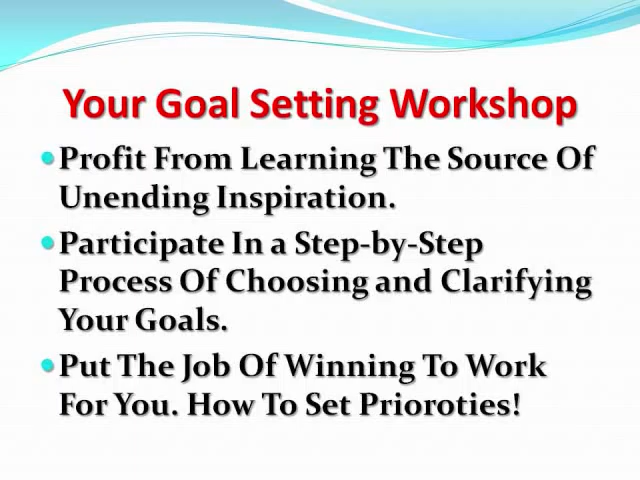 Your Goal Setting Workshop
Profit From Learning The Source Of
Unending Inspiration.
Participate In a Step-by-Step
Process Of Choosing and Clarifying
Your Goals.
Put The Job Of Winning To Work
For You. How To Set Prioroties!